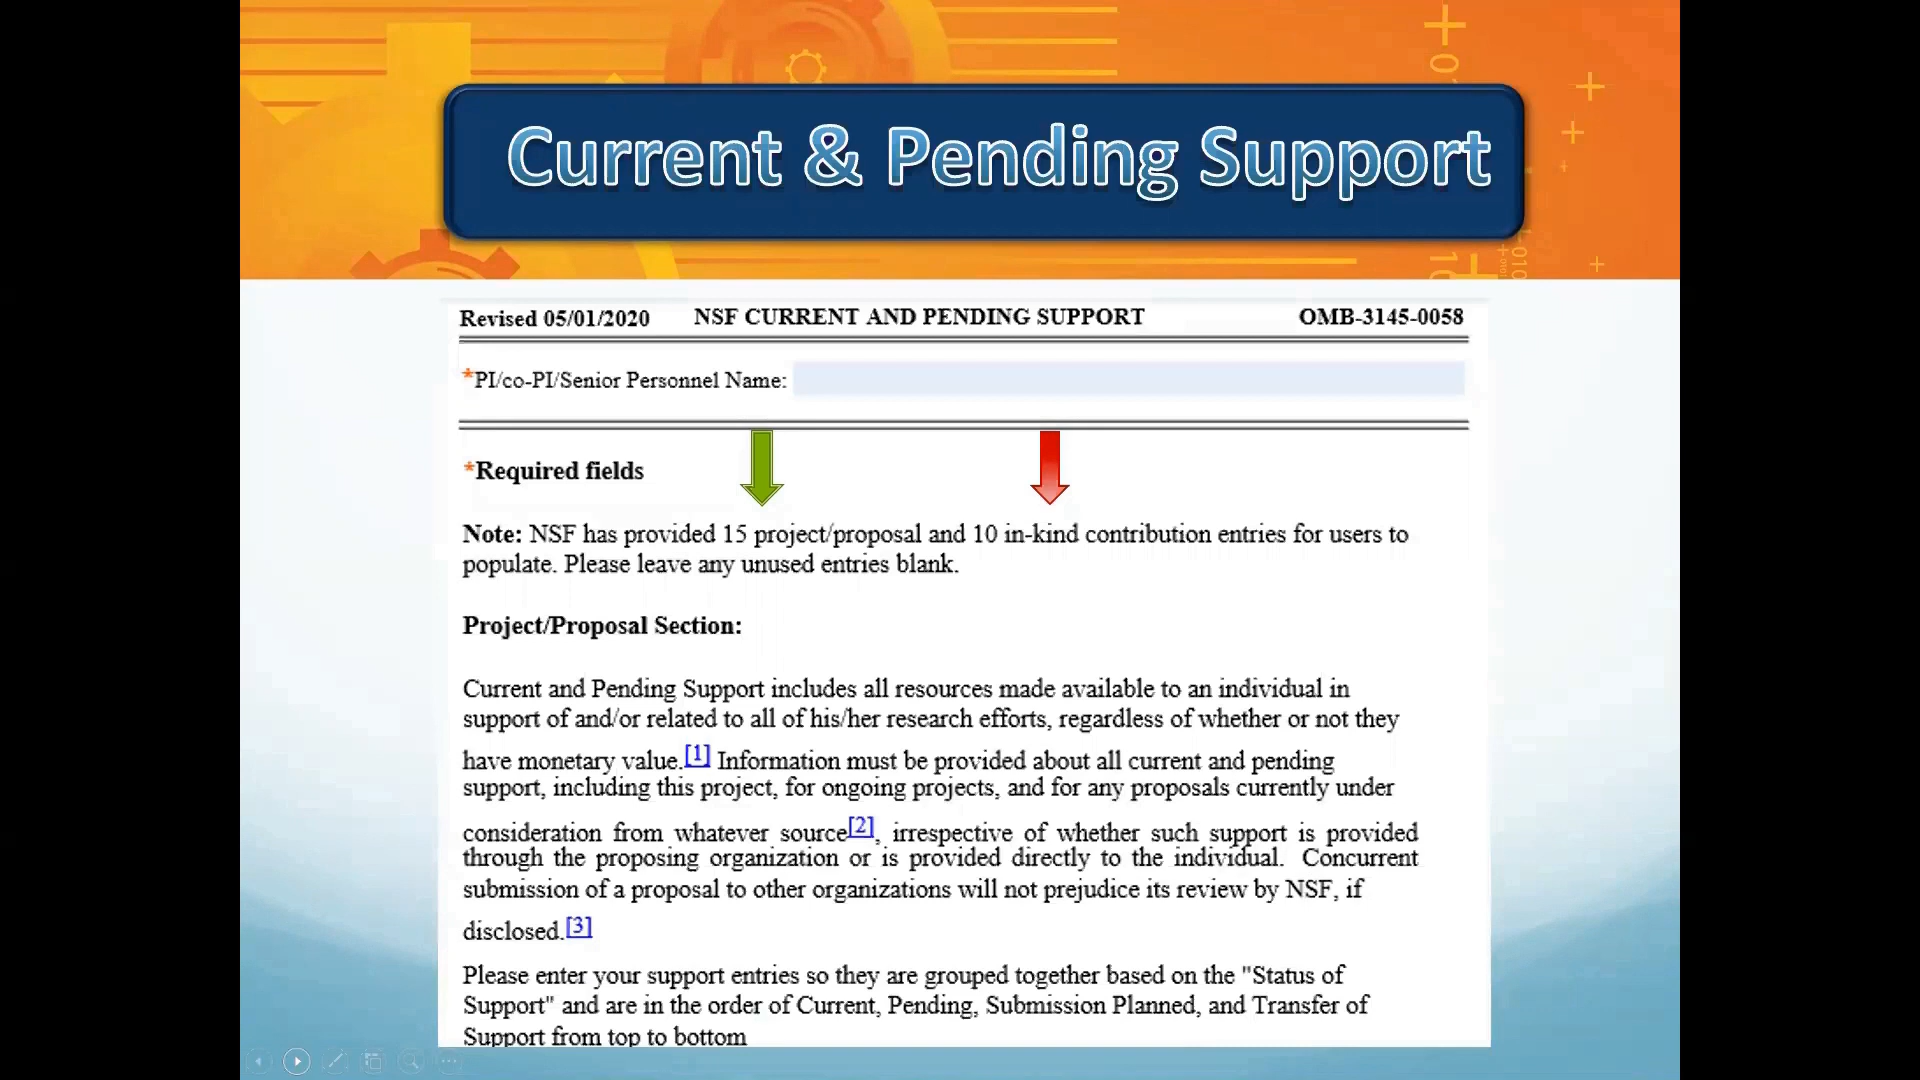 Current & Pending Support
Revised 05/01/2020 NSF CURRENT AND PENDING SUPPORT OMB-3145-0058
*PI/co-PI/Senior Personnel Name:
*Required fields
Note: NSF has provided 15 project/proposal and 10 in-kind contribution entries for users to
populate. Please leave any unused entries blank.
Project/Proposal Section:
Current and Pending Support includes all resources made available to an individual in
support of and/or related to all of his/her research efforts, regardless of whether or not they
have monetary value.[1] Information must be provided about all current and pending
support, including this project, for ongoing projects, and for any proposals currently under
consideration from whatever source[2], irrespective of whether such support is provided
through the proposing organization or is provided directly to the individual. Concurrent
submission of a proposal to other organizations will not prejudice its review by NSF, if
disclosed.[3]
Please enter your support entries so they are grouped together based on the "Status of
Support" and are in the order of Current, Pending, Submission Planned, and Transfer of
Support from top to bottom